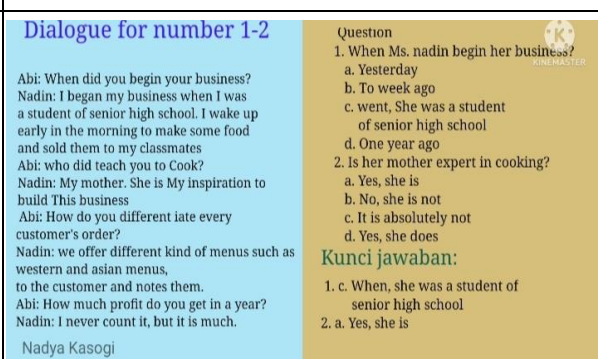 Dialogue for number 1-2
Abi: When did you begin your business?
Nadin: I began my business when I was
a student of senior high school. I wake up
early in the morning to make some food
and sold them to my classmates
Abi: who did teach you to Cook?
Nadin: My mother. She is My inspiration to
build This business
Abi: How do you different iate every
customer's order?
Nadin: we offer different kind of menus such as
western and asian menus,
to the customer and notes them.
Abi: How much profit do you get in a year?
Nadin: I never count it, but it is much.
Nadya Kasogi
Question
1. When Ms. nadin begin her business?
a. Yesterday
b. To week ago
c. went, She was a student
of senior high school
d. One year ago
2. Is her mother expert in cooking?
a. Yes, she is
b. No, she is not
c. It is absolutely not
d. Yes, she does
Kunci jawaban:
1. c. When, she was a student of
senior high school
2. a. Yes, she is
K
KINEMASTER